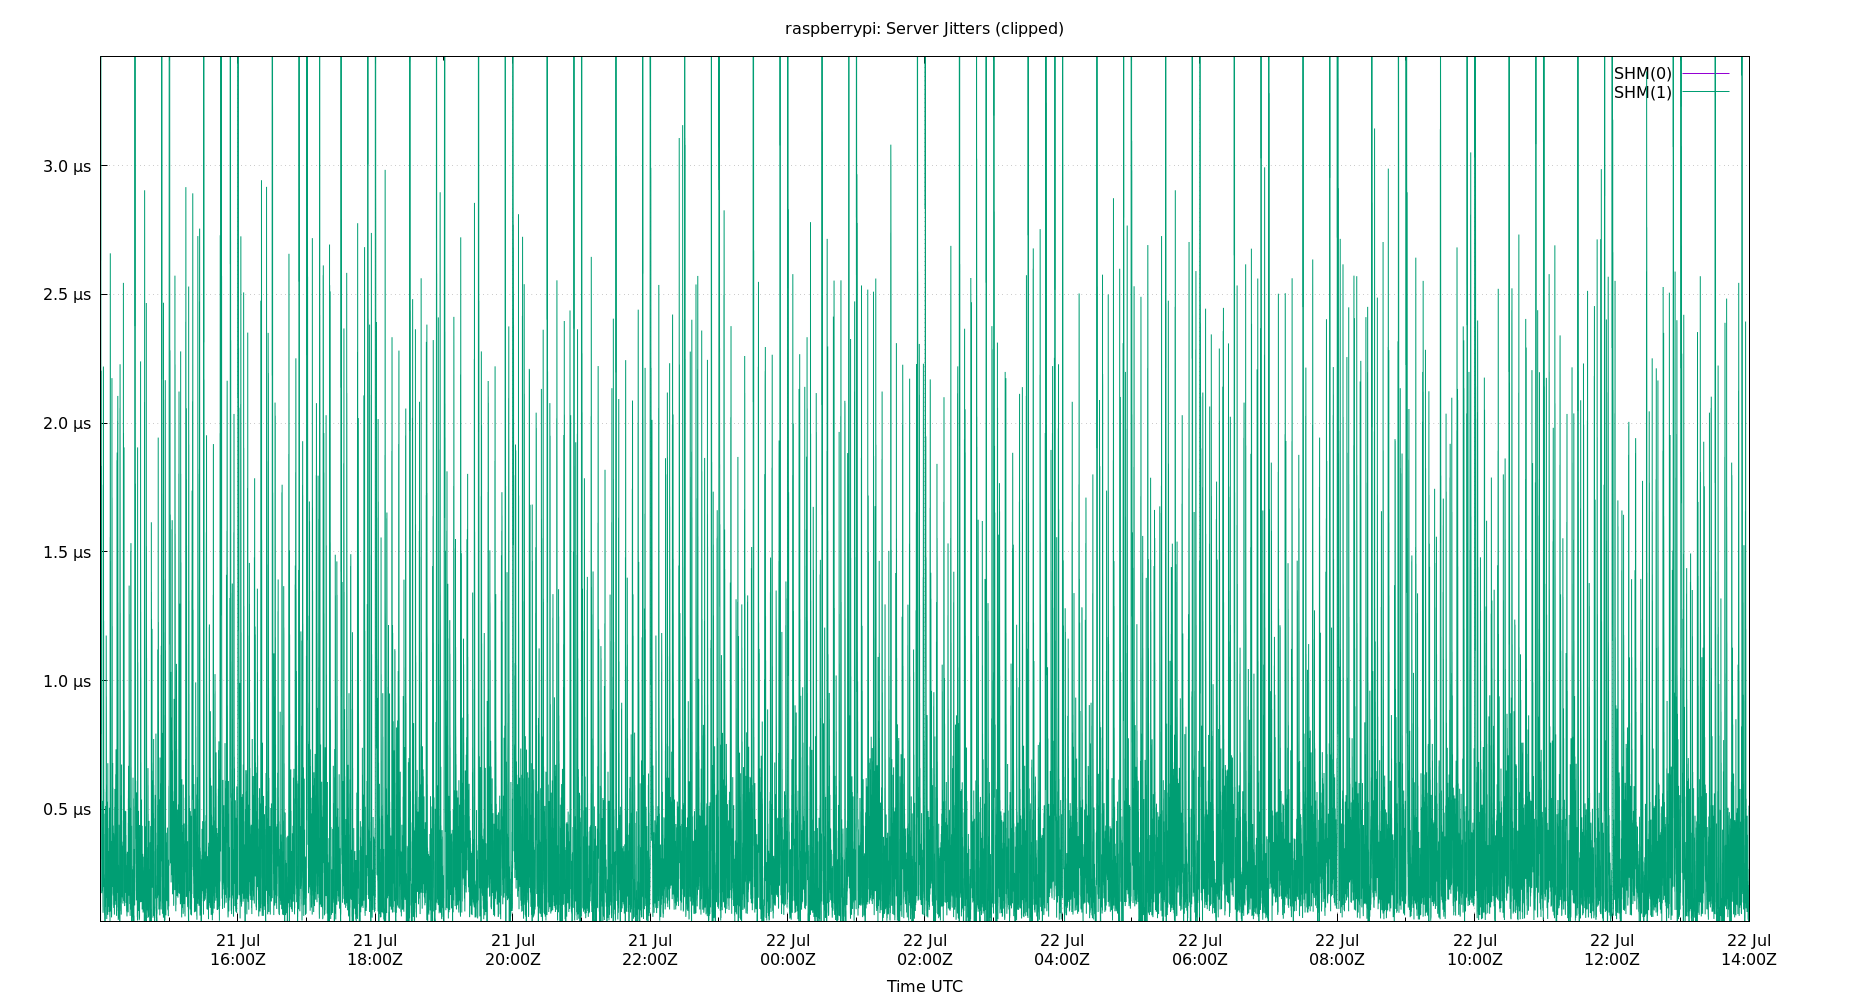 raspberrypi: Server Jitters (clipped)
SHM(0)
SHM(1)
3.0 μs
2.5 μs
2.0 μs
1.5 μs
1.0 μs
0.5 μs
21 Jul 21 Jul 21 Jul 21 Jul 22 Jul 22 Jul 22 Jul 22 Jul 22 Jul 22 Jul 22 Jul 22 Jul
16:00Z 18:00Z 20:00Z 22:00Z 00:00Z 02:00Z 04:00Z 06:00Z 08:00Z 10:00Z 12:00Z 14:00Z
Time UTC